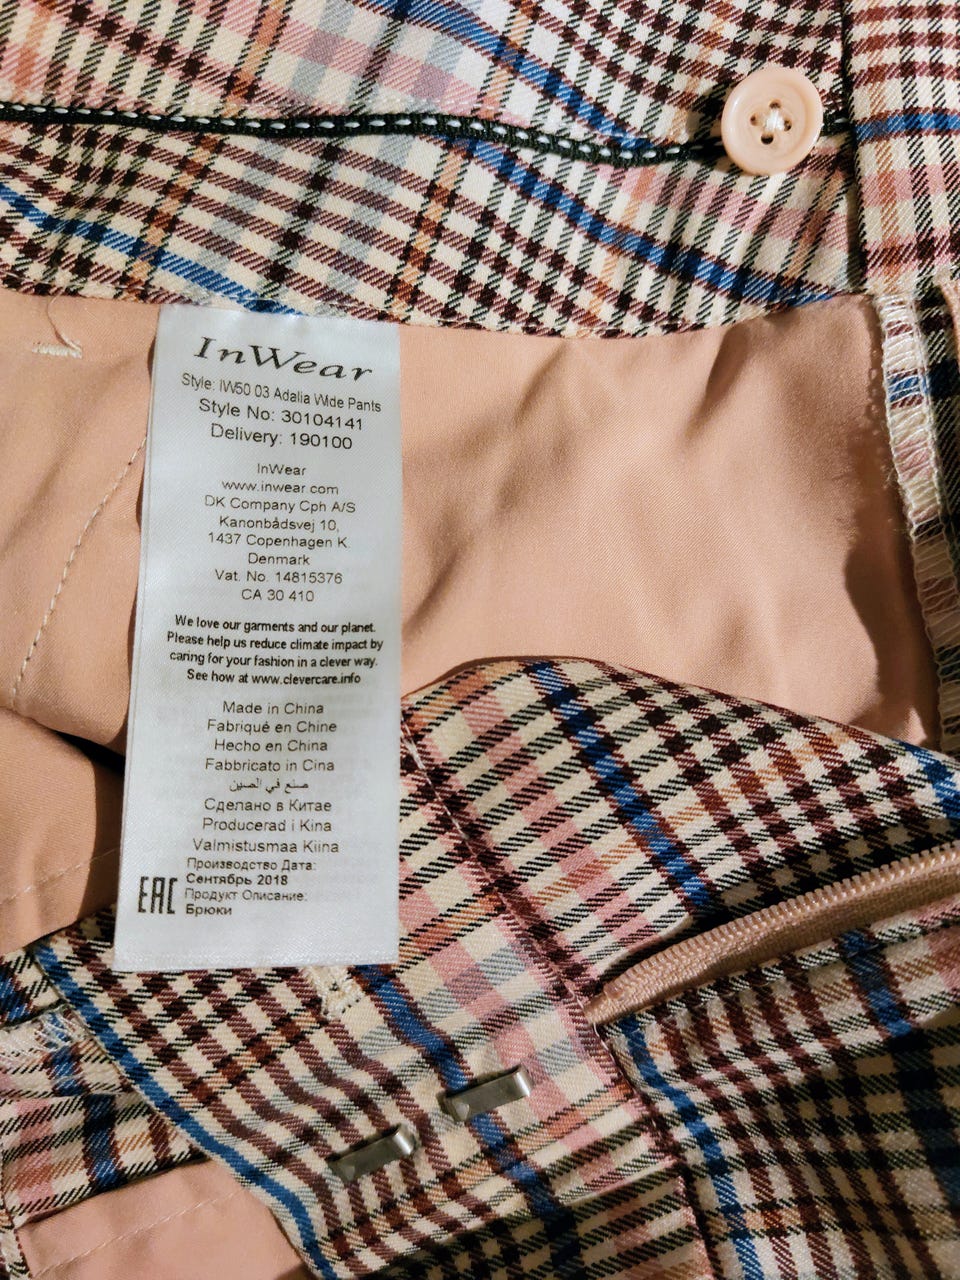 InWear
Style: IW50 03 Adalia Wide Pants
Style No: 30104141
Delivery: 190100
InWear
www.inwear.com
DK Company Cph A/S
Kanonbådsvej 10,
1437 Copenhagen K.
Denmark
Vat. No. 14815376
CA 30 410
We love our garments and our planet.
Please help us reduce climate impact by
caring for your fashion in a clever way.
See how at www.clevercare.info
Made in China
Fabriqué en Chine
Hecho en China
Fabbricato in Cina
صنع في الصين
Сделано в Китае
Producerad i Kina
Valmistusmaa Kiina
Производство Дата:
Сентябрь 2018
EAC Продукт Описание:
Брюки